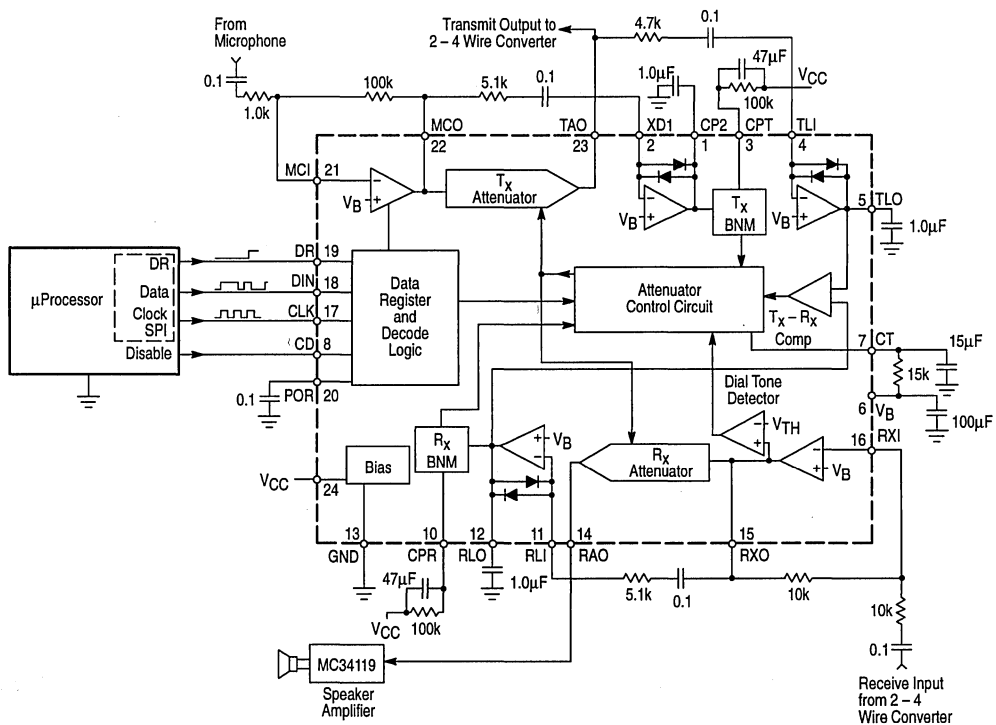 From
Microphone
0.1
1.0k
100k
5.1k
0.1
Transmit Output to
2 – 4 Wire Converter
4.7k
0.1
1.0µF
47µF
VCC
100k
MCO
22
TAO
23
XD1
2
CP2
1
CPT
3
TLI
4
MCI
21
VB
TX
Attenuator
VB
TX
BNM
VB
5
TLO
1.0µF
µProcessor
DR
Data
Clock
SPI
Disable
DR
19
DIN
18
CLK
17
CD
8
POR
20
0.1
Data
Register
and
Decode
Logic
Attenuator
Control Circuit
TX – RX
Comp
7
CT
15µF
15k
6
VB
100µF
Dial Tone
Detector
VTH
16
RXI
VB
RX
Attenuator
VB
RX
BNM
Bias
VCC
24
13
GND
10
CPR
12
RLO
11
RLI
14
RAO
15
RXO
47µF
VCC
100k
1.0µF
5.1k
0.1
10k
10k
0.1
MC34119
Speaker
Amplifier
Receive Input
from 2 – 4
Wire Converter